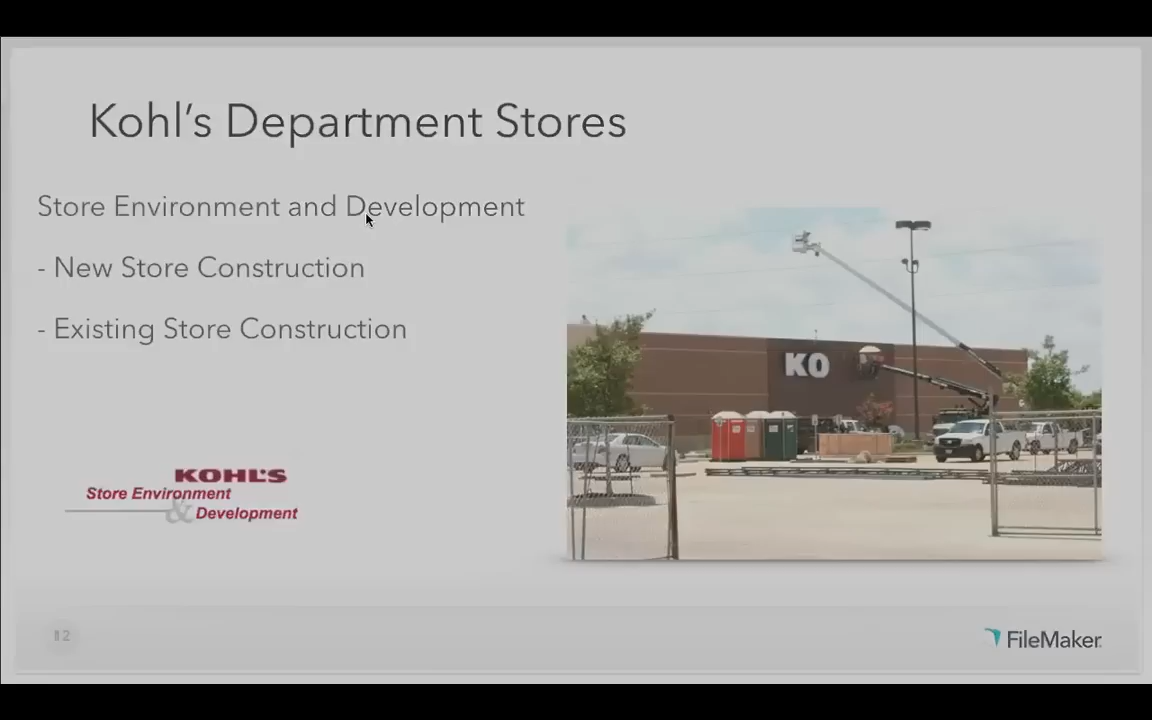 Kohl's Department Stores
Store Environment and Development
- New Store Construction
- Existing Store Construction
KO
KOHL'S
Store Environment
&
Development
FileMaker